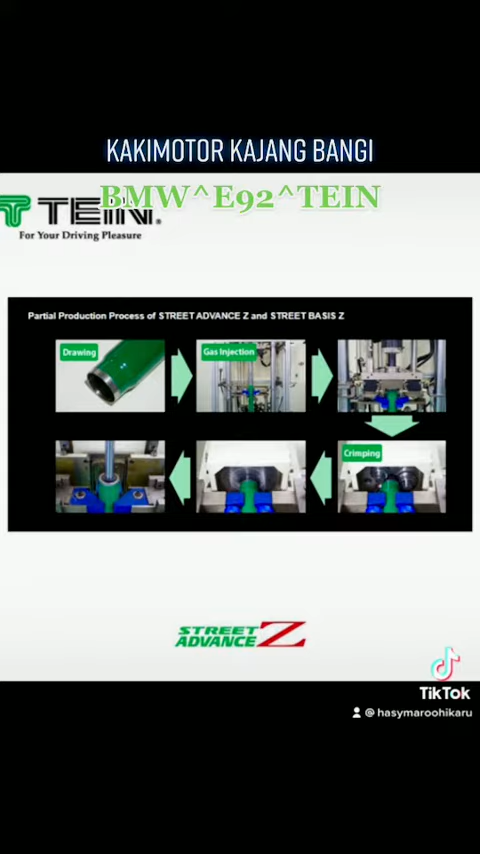 KAKIMOTOR KAJANG BANGI
BMW^E92^TEIN
TEIN.
For Your Driving Pleasure
Partial Production Process of STREET ADVANCE Z and STREET BASIS Z
Drawing
Gas Injection
Crimping
STREET
ADVANCE Z
TikTok
@ hasymaroohikaru